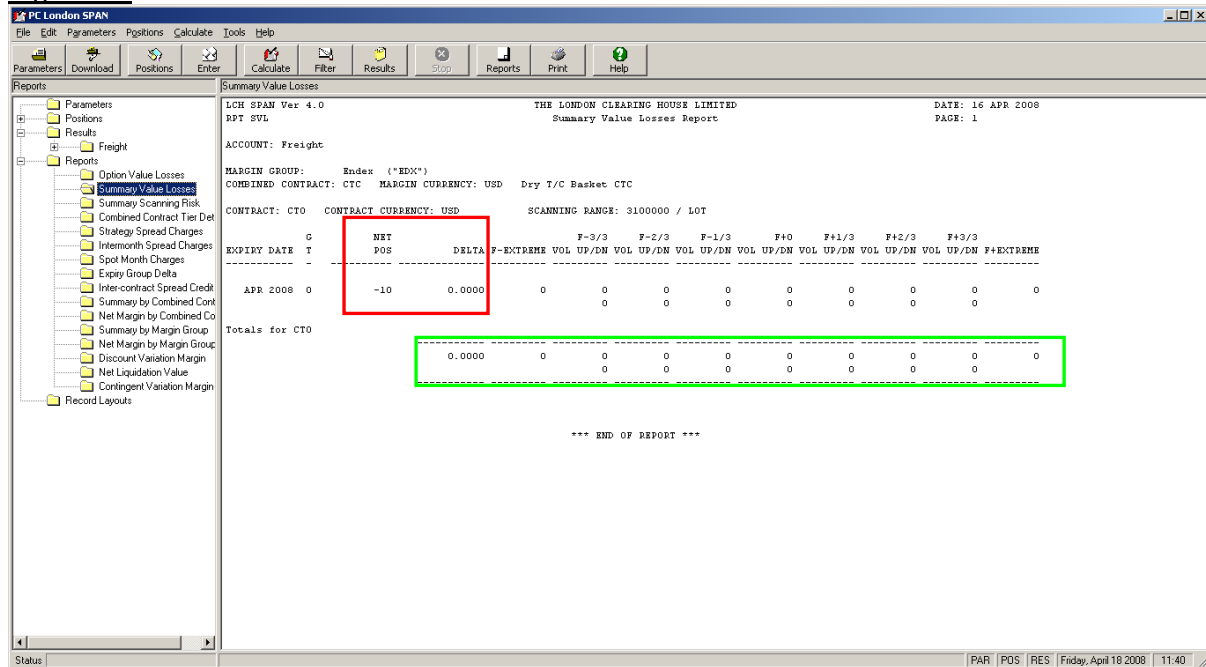 PC London SPAN
File Edit Parameters Positions Calculate Tools Help
Parameters Download Positions Enter Calculate Filter Results Stop Reports Print Help
Reports
Summary Value Losses
Parameters
Positions
Results
Freight
Reports
Option Value Losses
Summary Value Losses
Summary Scanning Risk
Combined Contract Tier Det
Strategy Spread Charges
Intermonth Spread Charges
Spot Month Charges
Expiry Group Delta
Inter-contract Spread Credit
Summary by Combined Cont
Net Margin by Combined Co
Summary by Margin Group
Net Margin by Margin Group
Discount Variation Margin
Net Liquidation Value
Contingent Variation Margin
Record Layouts
LCH SPAN Ver 4.0 THE LONDON CLEARING HOUSE LIMITED DATE: 16 APR 2008
RPT SVL Summary Value Losses Report PAGE: 1
ACCOUNT: Freight
MARGIN GROUP: Endex ("EDX")
COMBINED CONTRACT: CTC MARGIN CURRENCY: USD Dry T/C Basket CTC
CONTRACT: CTO CONTRACT CURRENCY: USD SCANNING RANGE: 3100000 / LOT
G NET F-3/3 F-2/3 F-1/3 F+0 F+1/3 F+2/3 F+3/3
EXPIRY DATE T POS DELTA F-EXTREME VOL UP/DN VOL UP/DN VOL UP/DN VOL UP/DN VOL UP/DN VOL UP/DN VOL UP/DN F+EXTREME
APR 2008 O -10 0.0000 0 0 0 0 0 0 0 0 0
0 0 0 0 0 0 0
Totals for CTO
0.0000 0 0 0 0 0 0 0 0 0
0 0 0 0 0 0 0
*** END OF REPORT ***
Status PAR POS RES Friday, April 18 2008 11:40